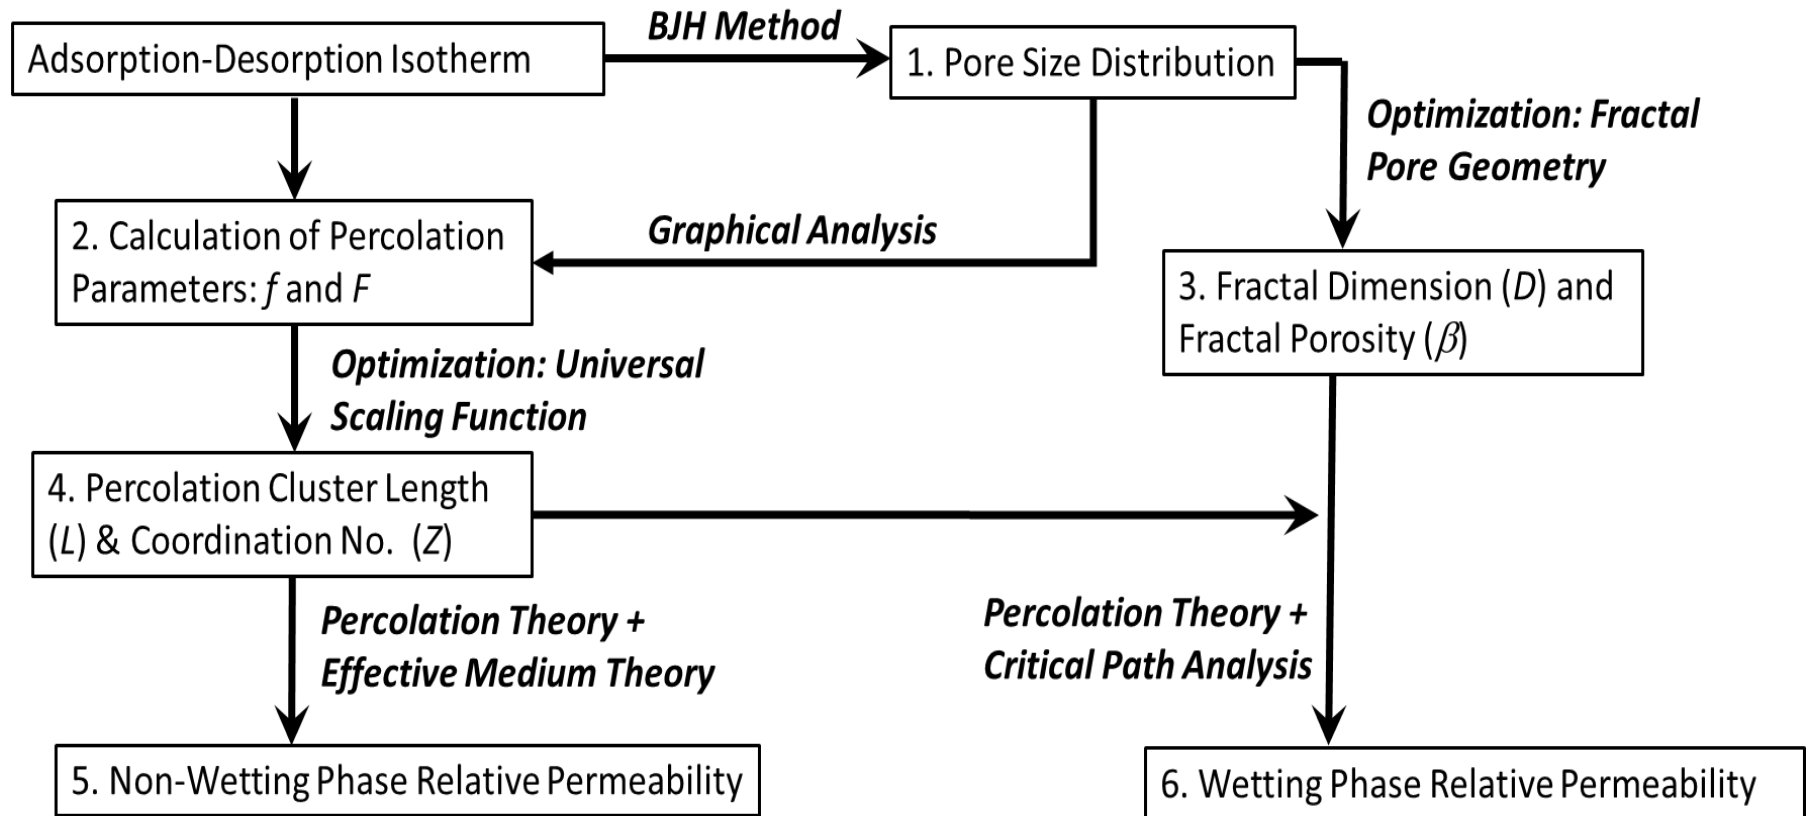 BJH Method
Adsorption-Desorption Isotherm
1. Pore Size Distribution
Optimization: Fractal
Pore Geometry
2. Calculation of Percolation
Parameters: f and F
Graphical Analysis
3. Fractal Dimension (D) and
Fractal Porosity (β)
Optimization: Universal
Scaling Function
4. Percolation Cluster Length
(L) & Coordination No. (Z)
Percolation Theory +
Effective Medium Theory
Percolation Theory +
Critical Path Analysis
5. Non-Wetting Phase Relative Permeability
6. Wetting Phase Relative Permeability